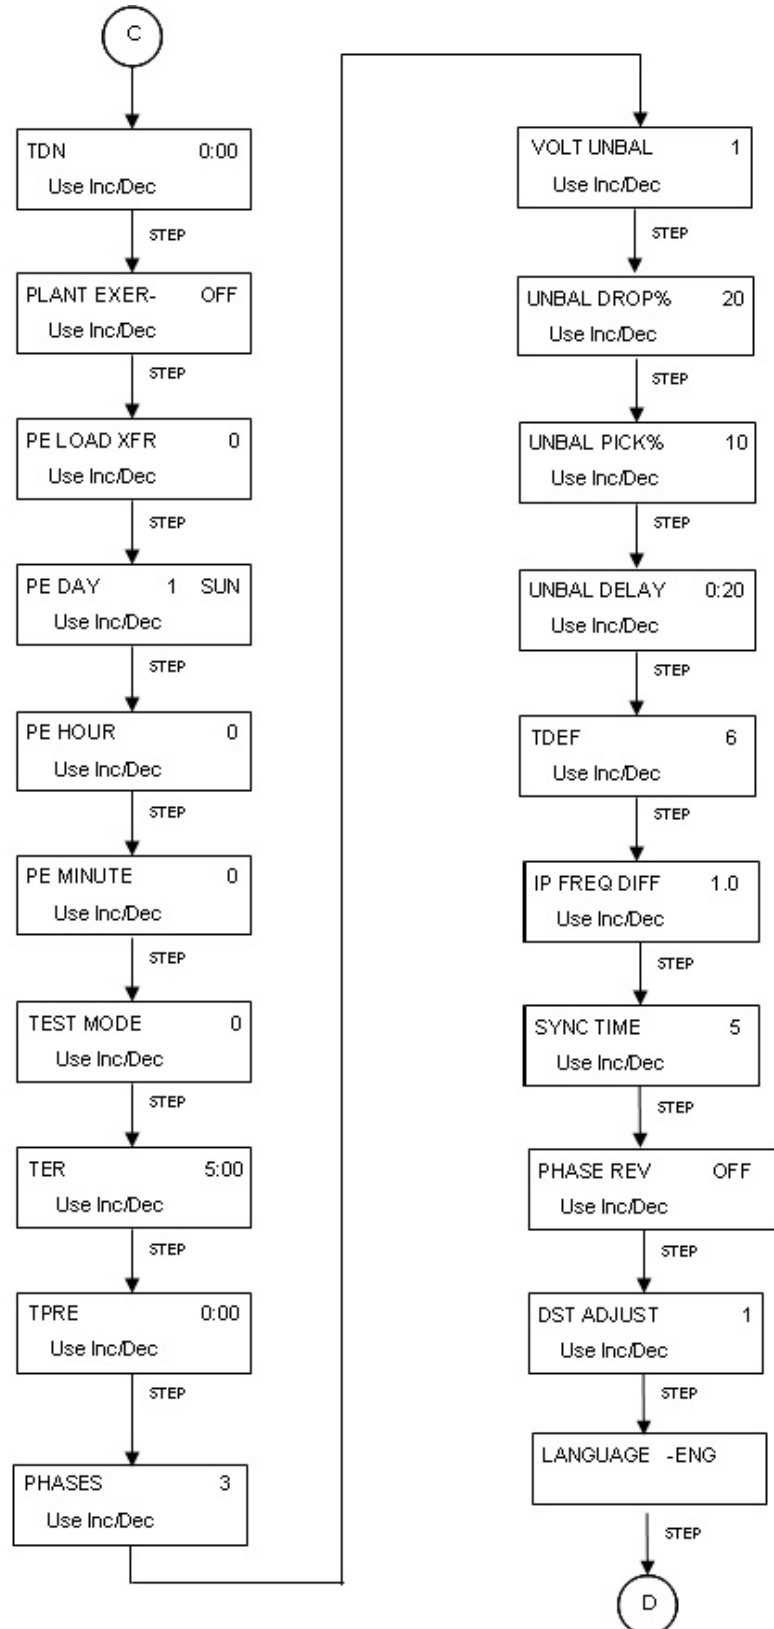 C
TDN 0:00
Use Inc/Dec
STEP
PLANT EXER- OFF
Use Inc/Dec
STEP
PE LOAD XFR 0
Use Inc/Dec
STEP
PE DAY 1 SUN
Use Inc/Dec
STEP
PE HOUR 0
Use Inc/Dec
STEP
PE MINUTE 0
Use Inc/Dec
STEP
TEST MODE 0
Use Inc/Dec
STEP
TER 5:00
Use Inc/Dec
STEP
TPRE 0:00
Use Inc/Dec
STEP
PHASES 3
Use Inc/Dec
VOLT UNBAL 1
Use Inc/Dec
STEP
UNBAL DROP% 20
Use Inc/Dec
STEP
UNBAL PICK% 10
Use Inc/Dec
STEP
UNBAL DELAY 0:20
Use Inc/Dec
STEP
TDEF 6
Use Inc/Dec
STEP
IP FREQ DIFF 1.0
Use Inc/Dec
STEP
SYNC TIME 5
Use Inc/Dec
STEP
PHASE REV OFF
Use Inc/Dec
STEP
DST ADJUST 1
Use Inc/Dec
STEP
LANGUAGE -ENG
STEP
D